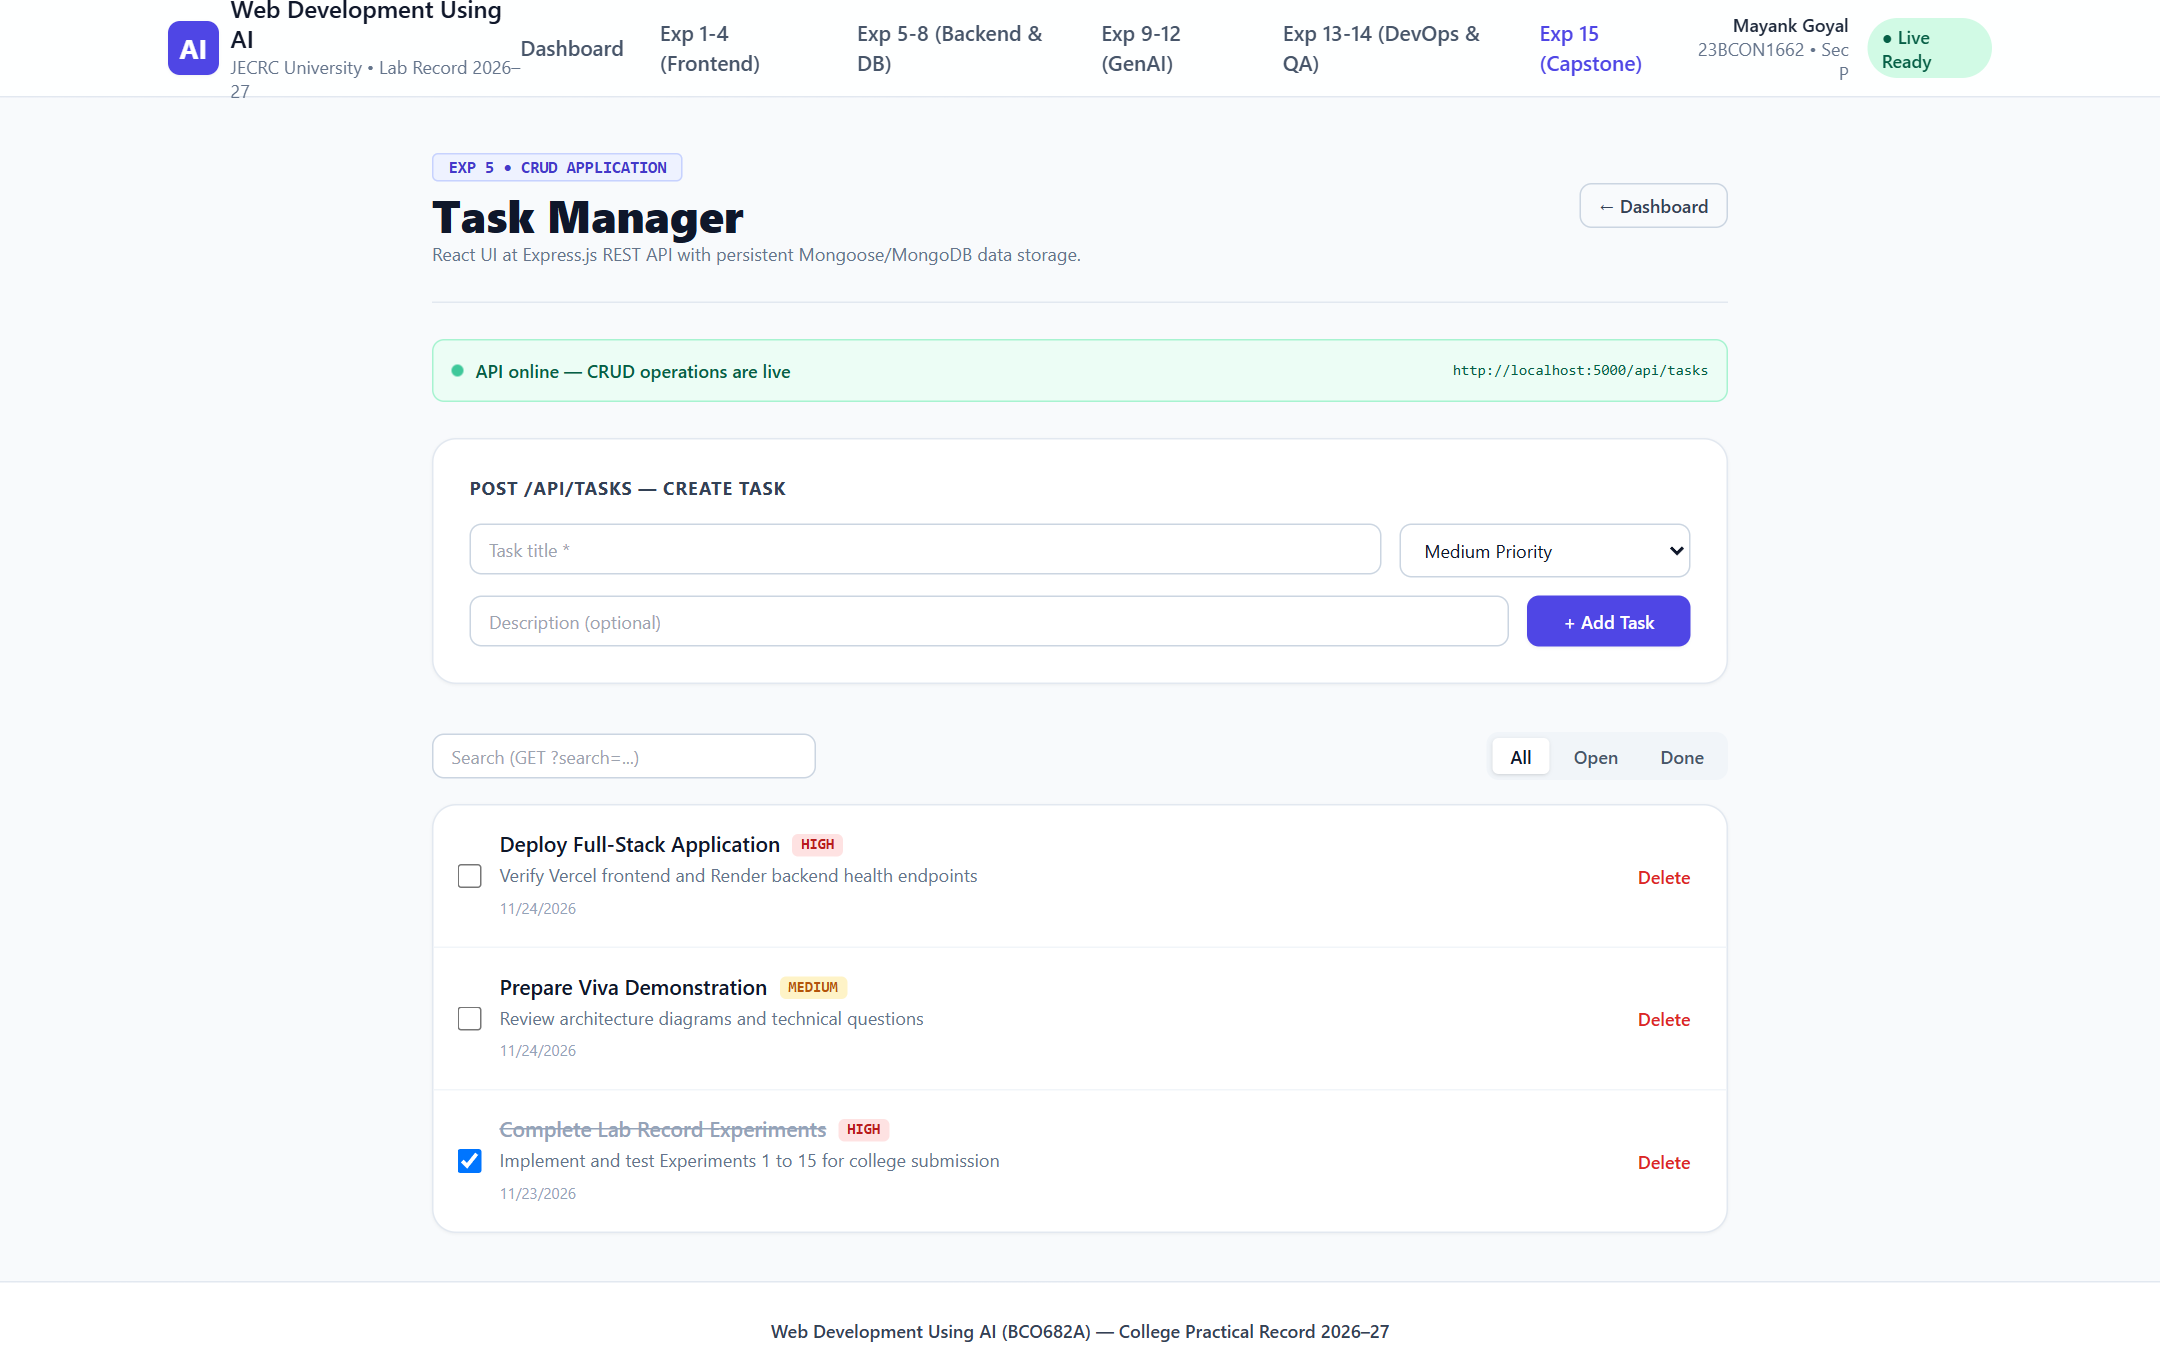 AI
Web Development Using
AI
JECRC University • Lab Record 2026–
27
Dashboard
Exp 1-4
(Frontend)
Exp 5-8 (Backend &
DB)
Exp 9-12
(GenAI)
Exp 13-14 (DevOps &
QA)
Exp 15
(Capstone)
Mayank Goyal
23BCON1662 • Sec
P
● Live
Ready
EXP 5 • CRUD APPLICATION
Task Manager
React UI at Express.js REST API with persistent Mongoose/MongoDB data storage.
← Dashboard
API online — CRUD operations are live
http://localhost:5000/api/tasks
POST /API/TASKS — CREATE TASK
Task title *
Medium Priority
Description (optional)
+ Add Task
Search (GET ?search=...)
All
Open
Done
Deploy Full-Stack Application HIGH
Verify Vercel frontend and Render backend health endpoints
11/24/2026
Delete
Prepare Viva Demonstration MEDIUM
Review architecture diagrams and technical questions
11/24/2026
Delete
Complete Lab Record Experiments HIGH
Implement and test Experiments 1 to 15 for college submission
11/23/2026
Delete
Web Development Using AI (BCO682A) — College Practical Record 2026–27